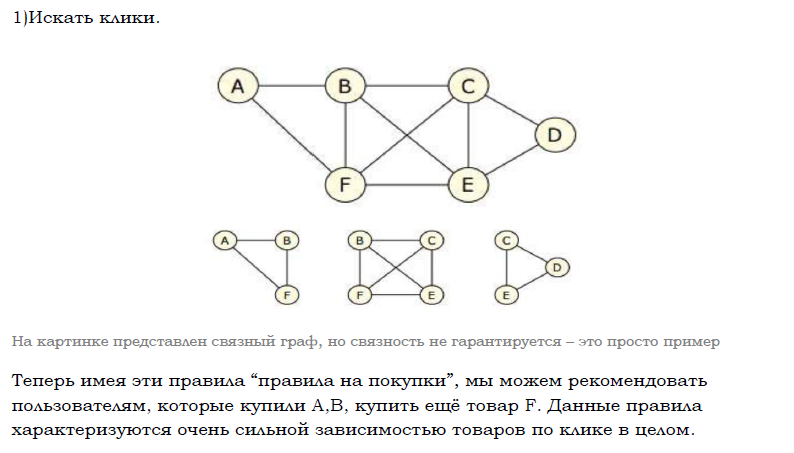 1)Искать клики.
A B C
D
F E
A B B C C
D
F F E E
На картинке представлен связный граф, но связность не гарантируется – это просто пример
Теперь имея эти правила “правила на покупки”, мы можем рекомендовать
пользователям, которые купили A,B, купить ещё товар F. Данные правила
характеризуются очень сильной зависимостью товаров по клике в целом.